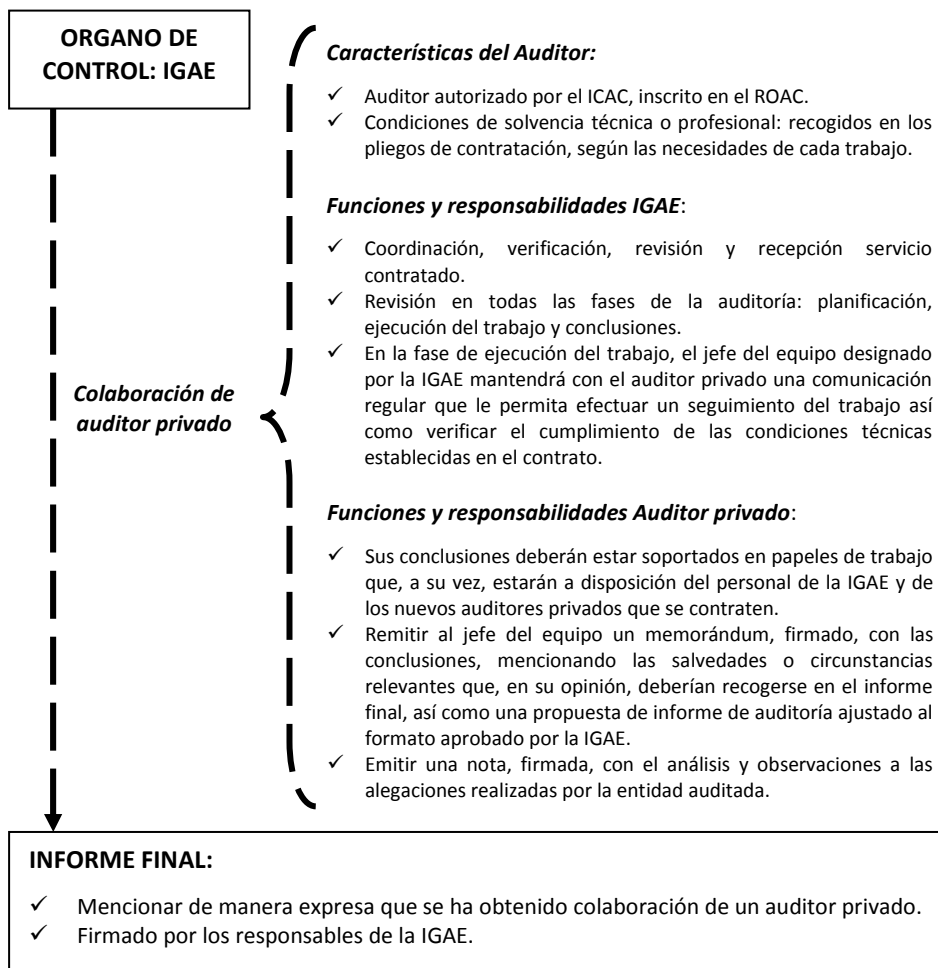 ORGANO DE
CONTROL: IGAE
Características del Auditor:
✓ Auditor autorizado por el ICAC, inscrito en el ROAC.
✓ Condiciones de solvencia técnica o profesional: recogidos en los
pliegos de contratación, según las necesidades de cada trabajo.
Funciones y responsabilidades IGAE:
✓ Coordinación, verificación, revisión y recepción servicio
contratado.
✓ Revisión en todas las fases de la auditoría: planificación,
ejecución del trabajo y conclusiones.
✓ En la fase de ejecución del trabajo, el jefe del equipo designado
por la IGAE mantendrá con el auditor privado una comunicación
regular que le permita efectuar un seguimiento del trabajo así
como verificar el cumplimiento de las condiciones técnicas
establecidas en el contrato.
Colaboración de
auditor privado
Funciones y responsabilidades Auditor privado:
✓ Sus conclusiones deberán estar soportados en papeles de trabajo
que, a su vez, estarán a disposición del personal de la IGAE y de
los nuevos auditores privados que se contraten.
✓ Remitir al jefe del equipo un memorándum, firmado, con las
conclusiones, mencionando las salvedades o circunstancias
relevantes que, en su opinión, deberían recogerse en el informe
final, así como una propuesta de informe de auditoría ajustado al
formato aprobado por la IGAE.
✓ Emitir una nota, firmada, con el análisis y observaciones a las
alegaciones realizadas por la entidad auditada.
INFORME FINAL:
✓ Mencionar de manera expresa que se ha obtenido colaboración de un auditor privado.
✓ Firmado por los responsables de la IGAE.